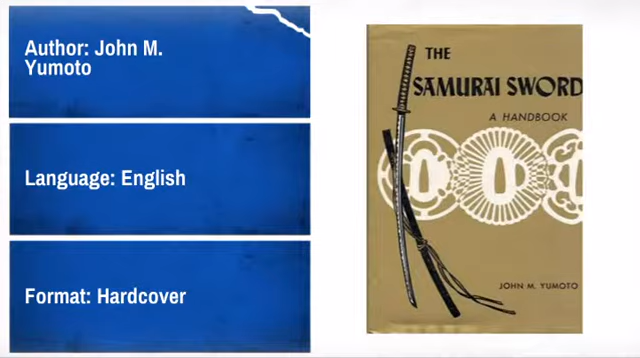 Author: John M.
Yumoto
Language: English
Format: Hardcover
THE
SAMURAI SWORD
A HANDBOOK
JOHN M. YUMOTO